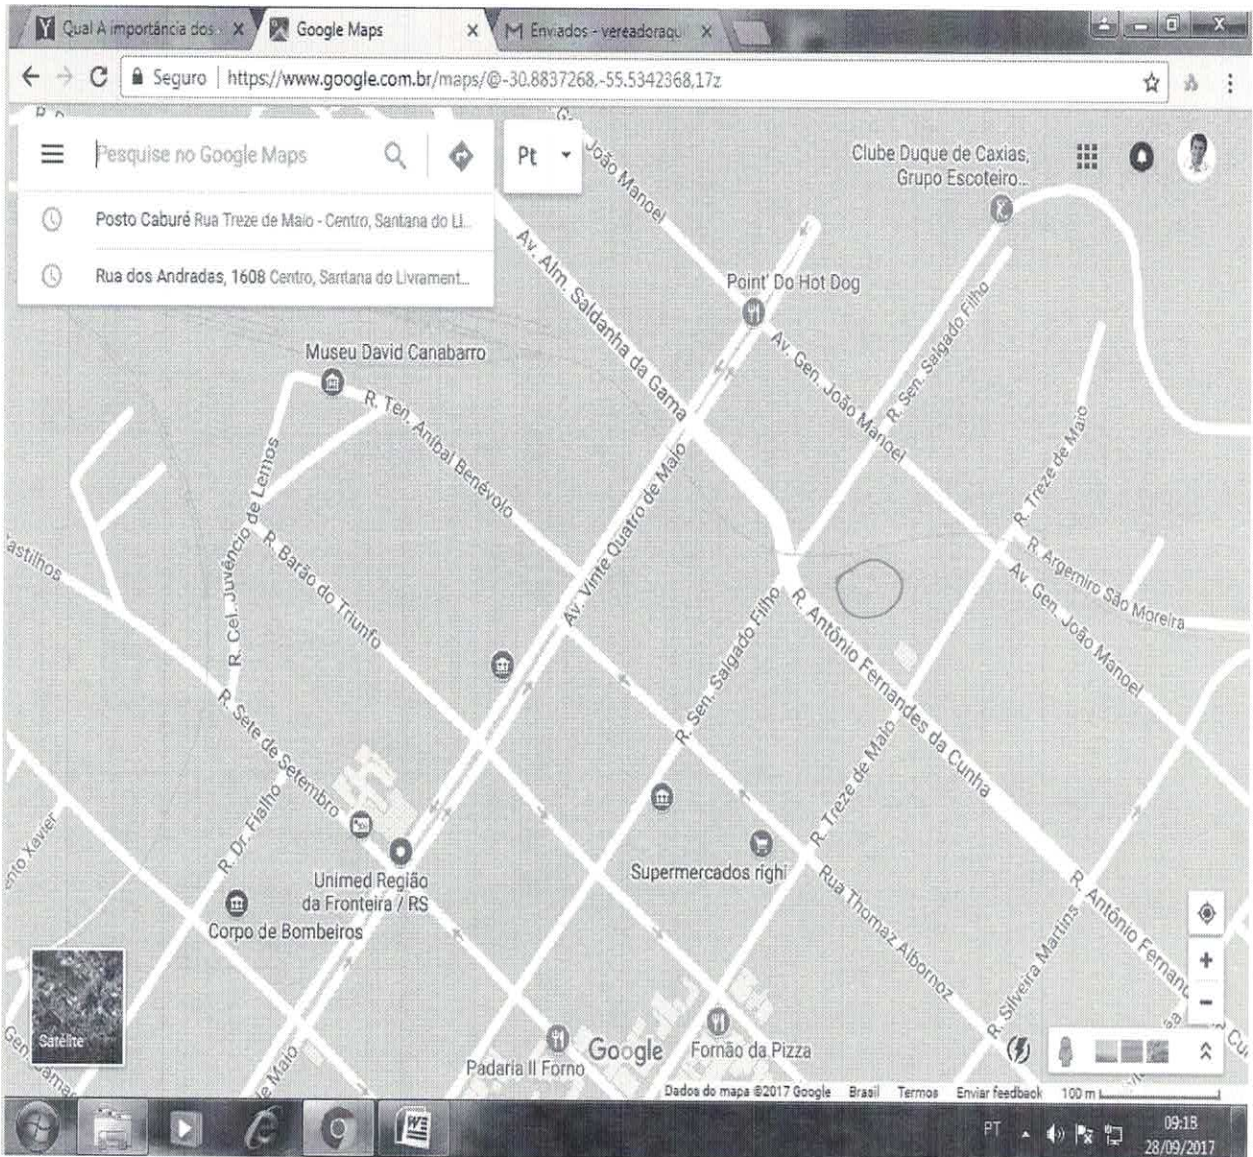 Qual A importância dos
Google Maps
Enviados - vereadoraqu
Seguro
https://www.google.com.br/maps/@-30.8837268,-55.5342368,17z
Pesquise no Google Maps
Pt
Posto Caburé Rua Treze de Maio - Centro, Santana do Li...
Rua dos Andradas, 1608 Centro, Santana do Livrament...
João Manoel
Clube Duque de Caxias,
Grupo Escoteiro...
Av. Alm. Saldanha da Gama
Point' Do Hot Dog
Av. Gen. João Manoel
R. Sen. Salgado Filho
Museu David Canabarro
R. Ten. Aníbal Benévolo
R. Treze de Maio
R. Cel. Juvêncio de Lemos
Av. Vinte Quatro de Maio
R. Barão do Triunfo
astilhos
R. Argemiro São Moreira
Av. Gen. João Manoel
R. Sen. Salgado Filho
R. Antônio Fernandes da Cunha
R. Sete de Setembro
R. Treze de Maio
R. Dr. Fialho
ento Xavier
Supermercados righi
Unimed Região
da Fronteira / RS
Corpo de Bombeiros
Rua Thomaz Albornoz
R. Silveira Martins
R. Antônio Fernand
Satélite
de Maio
Padaria Il Forno
Google
Fornão da Pizza
Dados do mapa ©2017 Google
Brasil
Termos
Enviar feedback
100 m
PT
09:18
28/09/2017